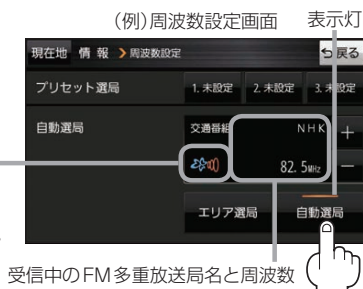 (例)周波数設定画面
表示灯
現在地 情 報 周波数設定
戻る
プリセット選局
1. 未設定 2. 未設定 3. 未設定
自動選局
交通番組
NHK
+
82. 5MHz
-
エリア選局
自動選局
受信中のFM多重放送局名と周波数